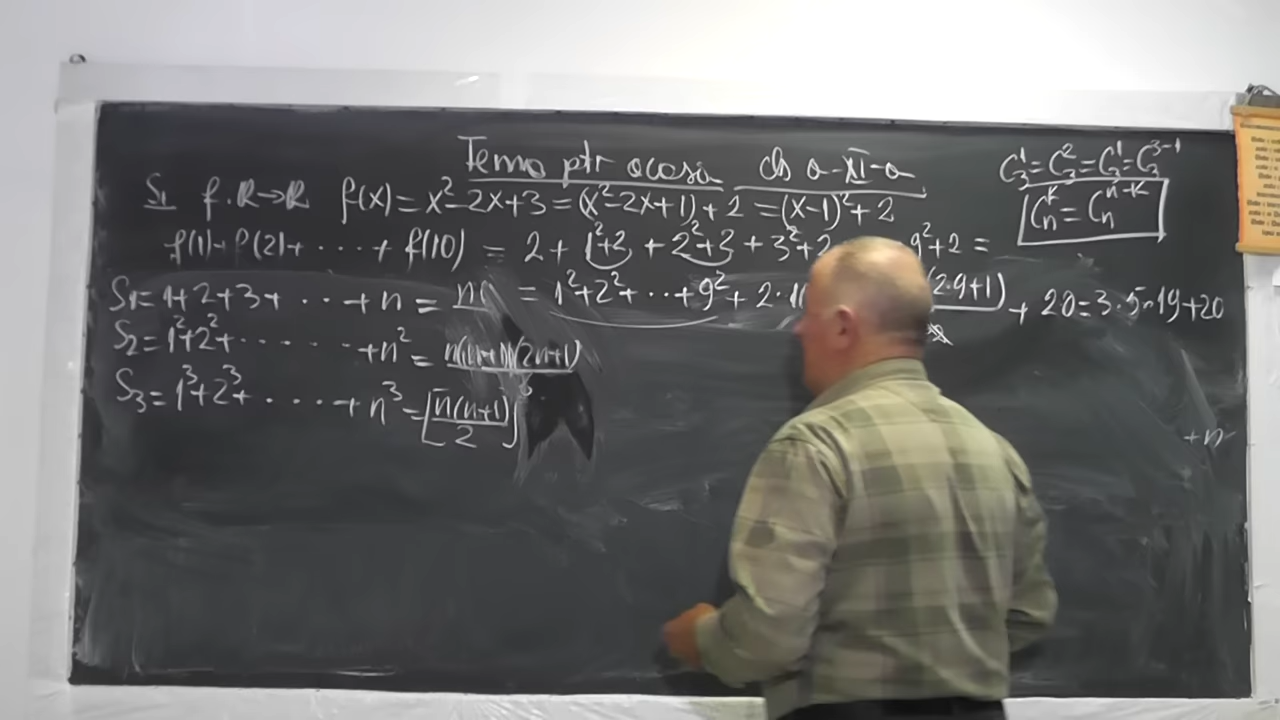 Tema ptr acasă cls a-XI-a
C₃¹=C₃²=C₃¹=C₃³⁻¹
S₁ f:R→R f(x)=x²-2x+3=(x²-2x+1)+2=(x-1)²+2
Cₙᵏ=Cₙⁿ⁻ᵏ
f(1)+f(2)+····+f(10) = 2+1²+2+2²+2+3²+2 9²+2=
S₁=1+2+3+···+n = n( = 1²+2²+··+9²+2·10 (2·9+1) + 20=3·5·19+20
S₂=1²+2²+······+n²= n(n+1)(2n+1)
S₃=1³+2³+·····+n³=[n(n+1)/2]
+n